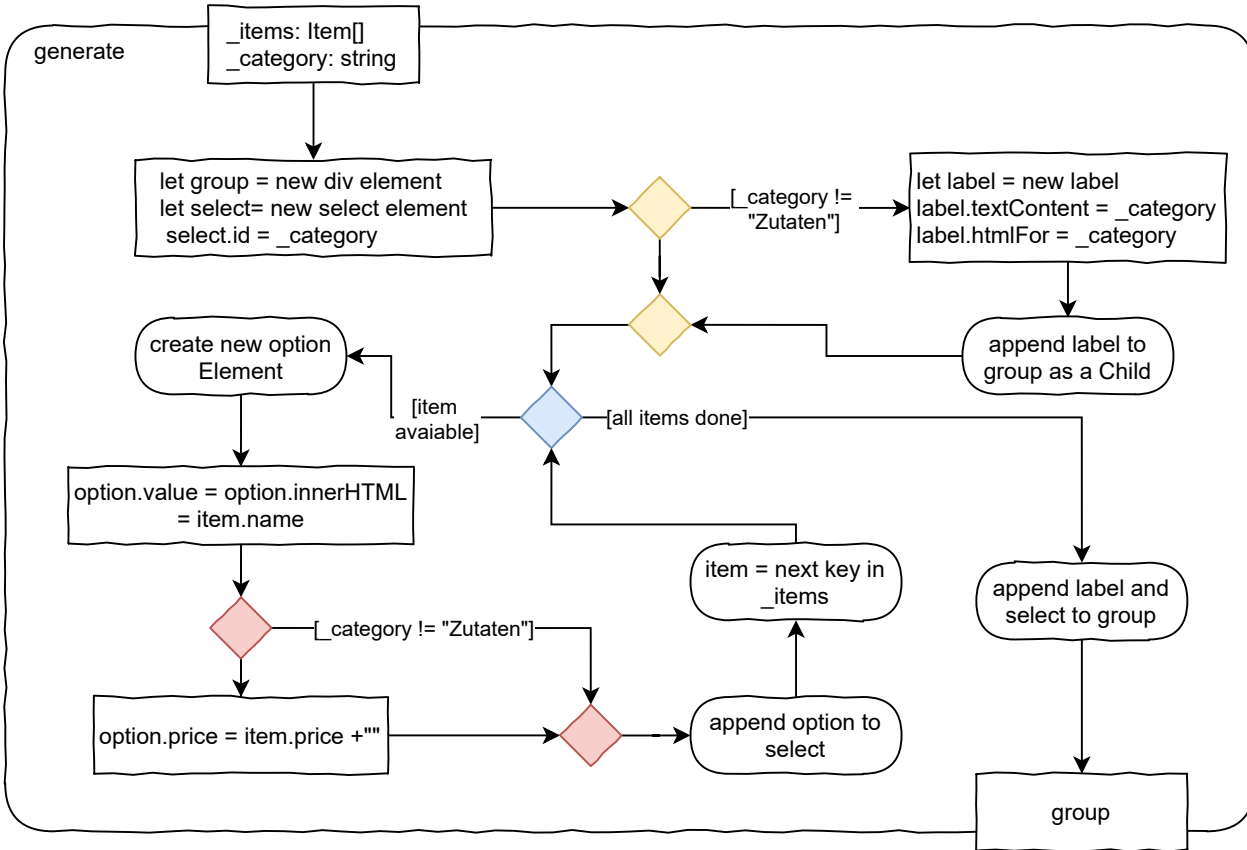 generate
_items: Item[]
_category: string
let group = new div element
let select= new select element
select.id = _category
[_category !=
"Zutaten"]
let label = new label
label.textContent = _category
label.htmlFor = _category
append label to
group as a Child
create new option
Element
[item
avaiable]
[all items done]
option.value = option.innerHTML
= item.name
[_category != "Zutaten"]
option.price = item.price +""
append option to
select
item = next key in
_items
append label and
select to group
group